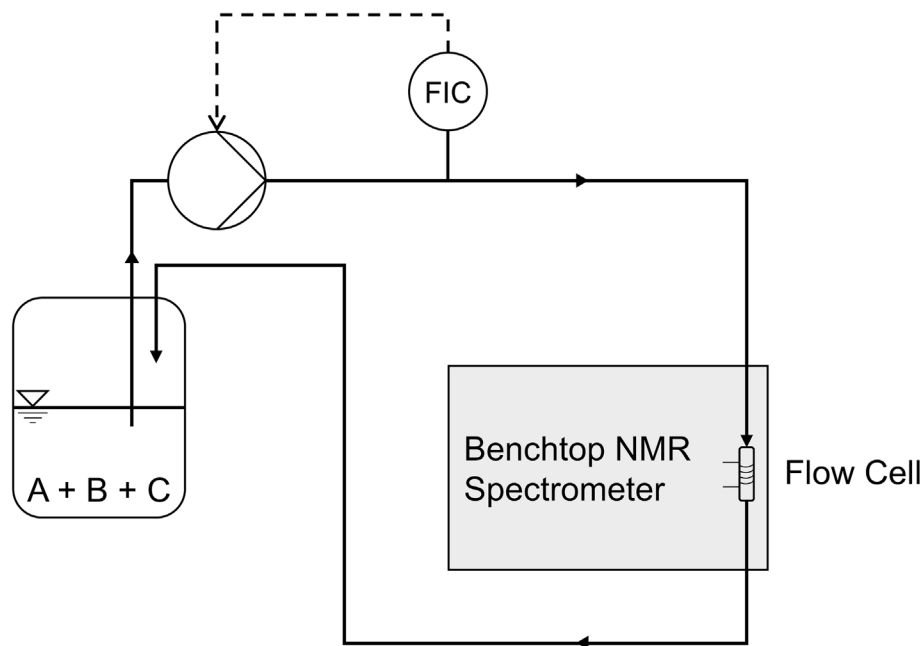 FIC
Benchtop NMR
Spectrometer
Flow Cell
A + B + C